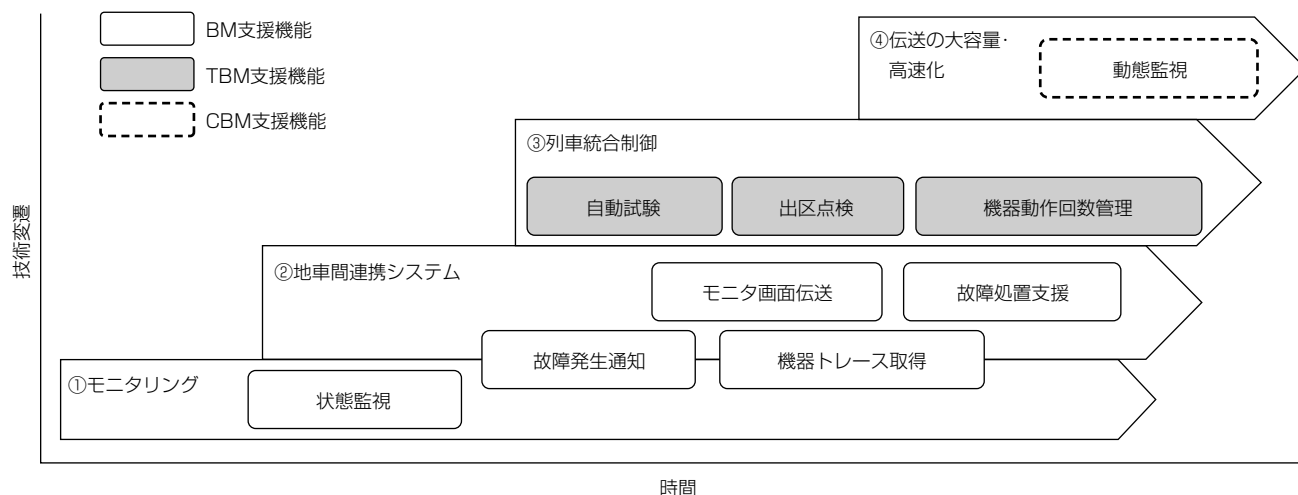 BM支援機能
TBM支援機能
CBM支援機能
④伝送の大容量・
高速化
動態監視
③列車統合制御
自動試験
出区点検
機器動作回数管理
②地車間連携システム
モニタ画面伝送
故障処置支援
故障発生通知
機器トレース取得
①モニタリング
状態監視
技術変遷
時間